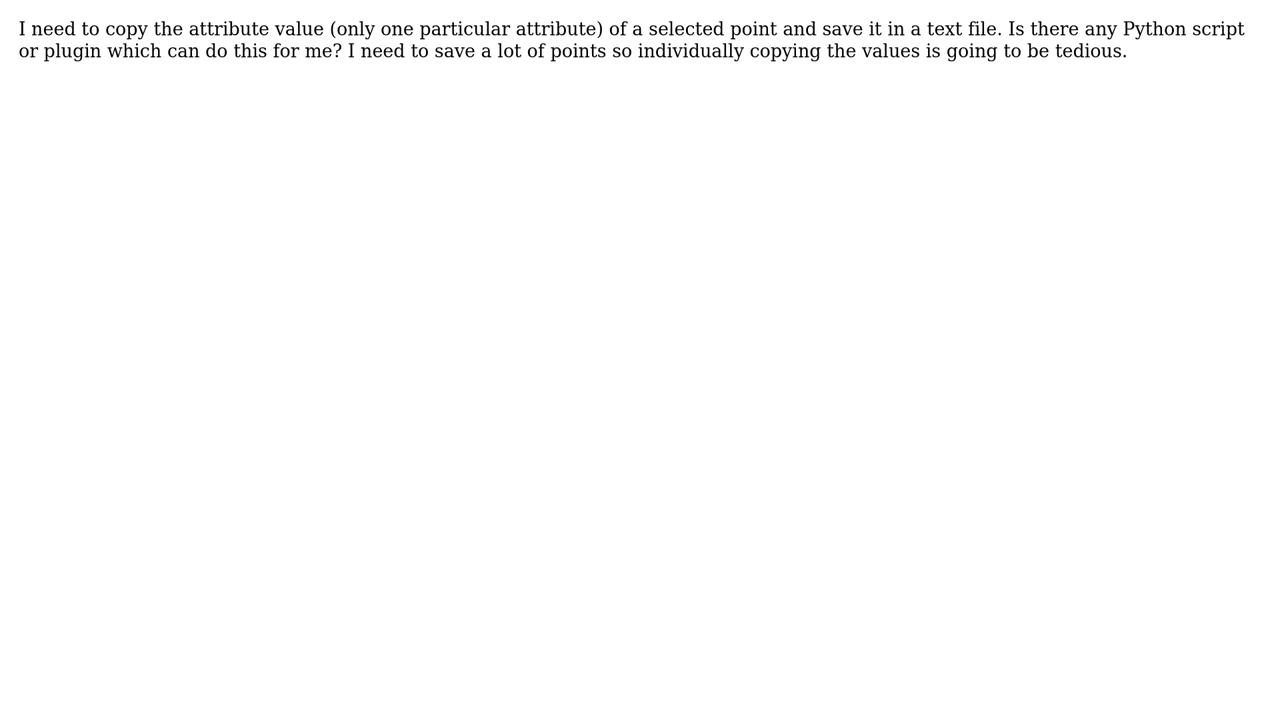 I need to copy the attribute value (only one particular attribute) of a selected point and save it in a text file. Is there any Python script
or plugin which can do this for me? I need to save a lot of points so individually copying the values is going to be tedious.